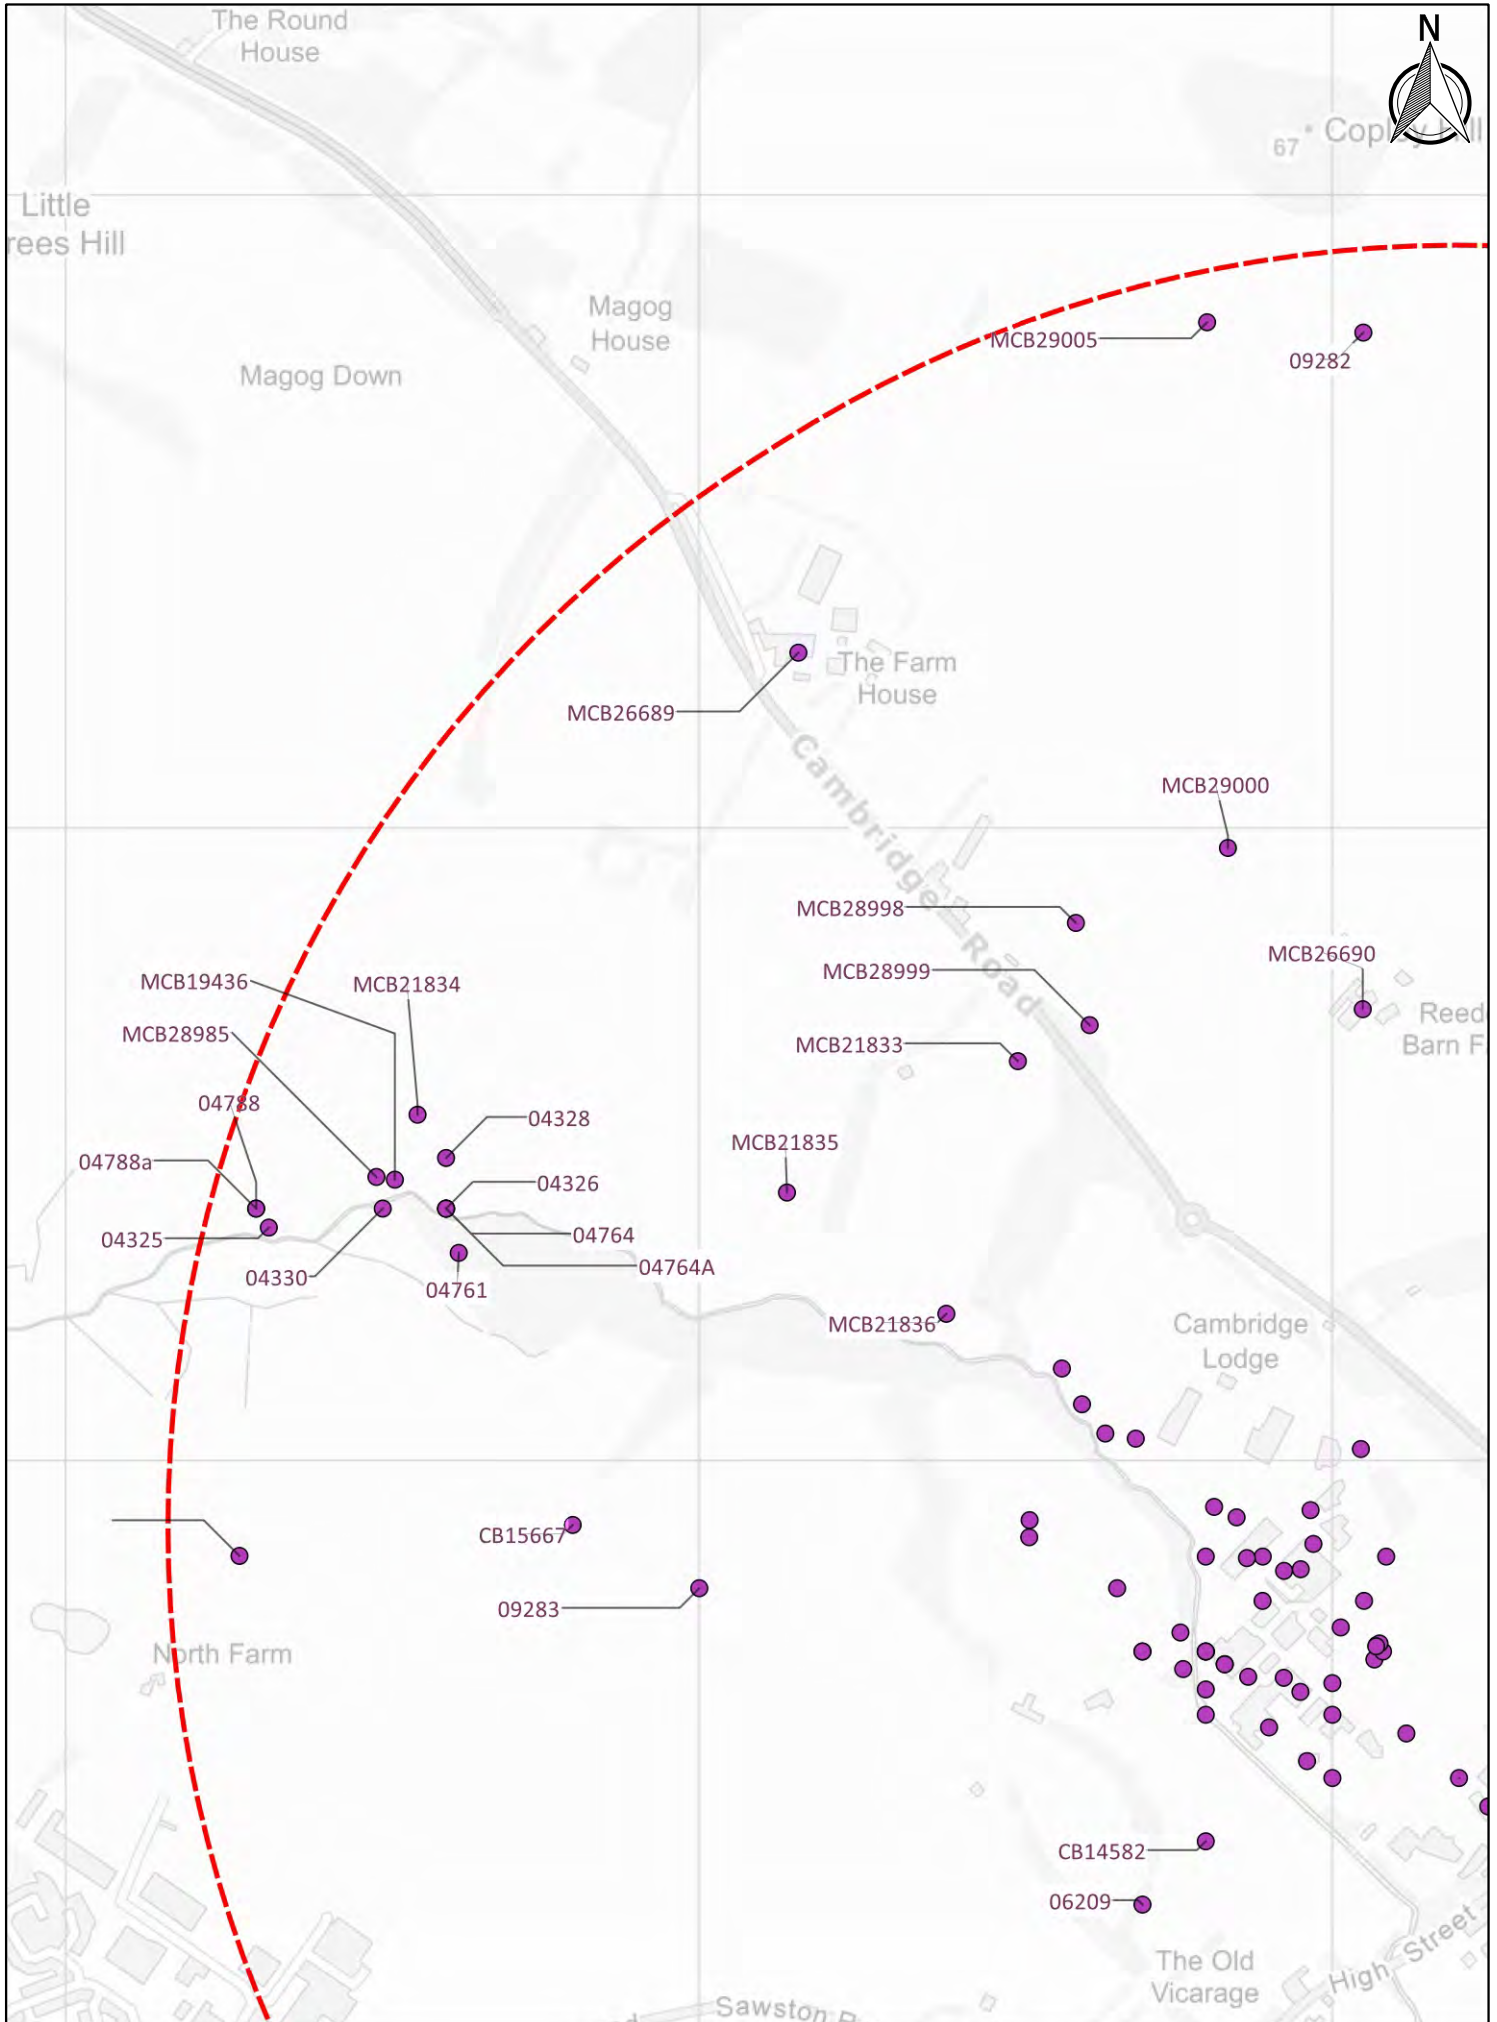 The Round
House
N
67
Little
rees Hill
Magog
House
Magog Down
MCB29005
09282
The Farm
House
MCB26689
Cambridge Road
MCB29000
MCB28998
MCB28999
MCB26690
MCB21833
Reed
Barn F
MCB19436
MCB21834
MCB28985
04788
04788a
04328
MCB21835
04326
04325
04764
04330
04764A
04761
MCB21836
Cambridge
Lodge
CB15667
09283
North Farm
CB14582
06209
The Old
Vicarage
High Street
Sawston